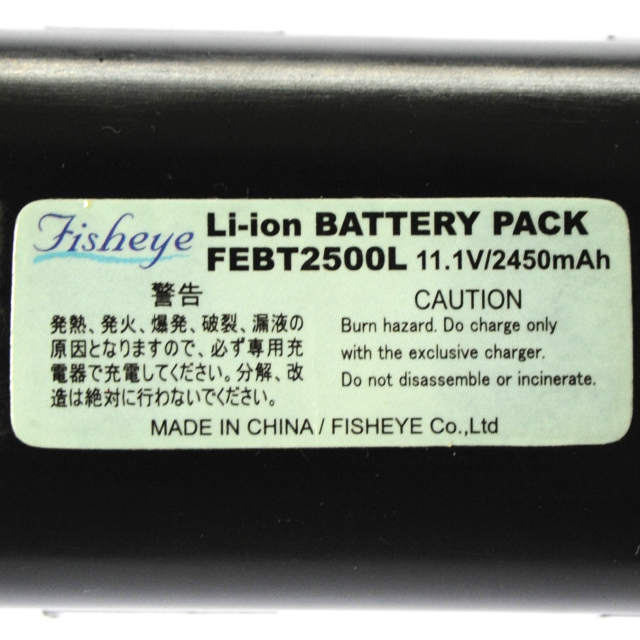 Fisheye
Li-ion BATTERY PACK
FEBT2500L 11.1V/2450mAh
警告
発熱、発火、爆発、破裂、漏液の
原因となりますので、必ず専用充
電器で充電してください。分解、改
造は絶対に行わないでください。
CAUTION
Burn hazard. Do charge only
with the exclusive charger.
Do not disassemble or incinerate.
MADE IN CHINA / FISHEYE Co.,Ltd